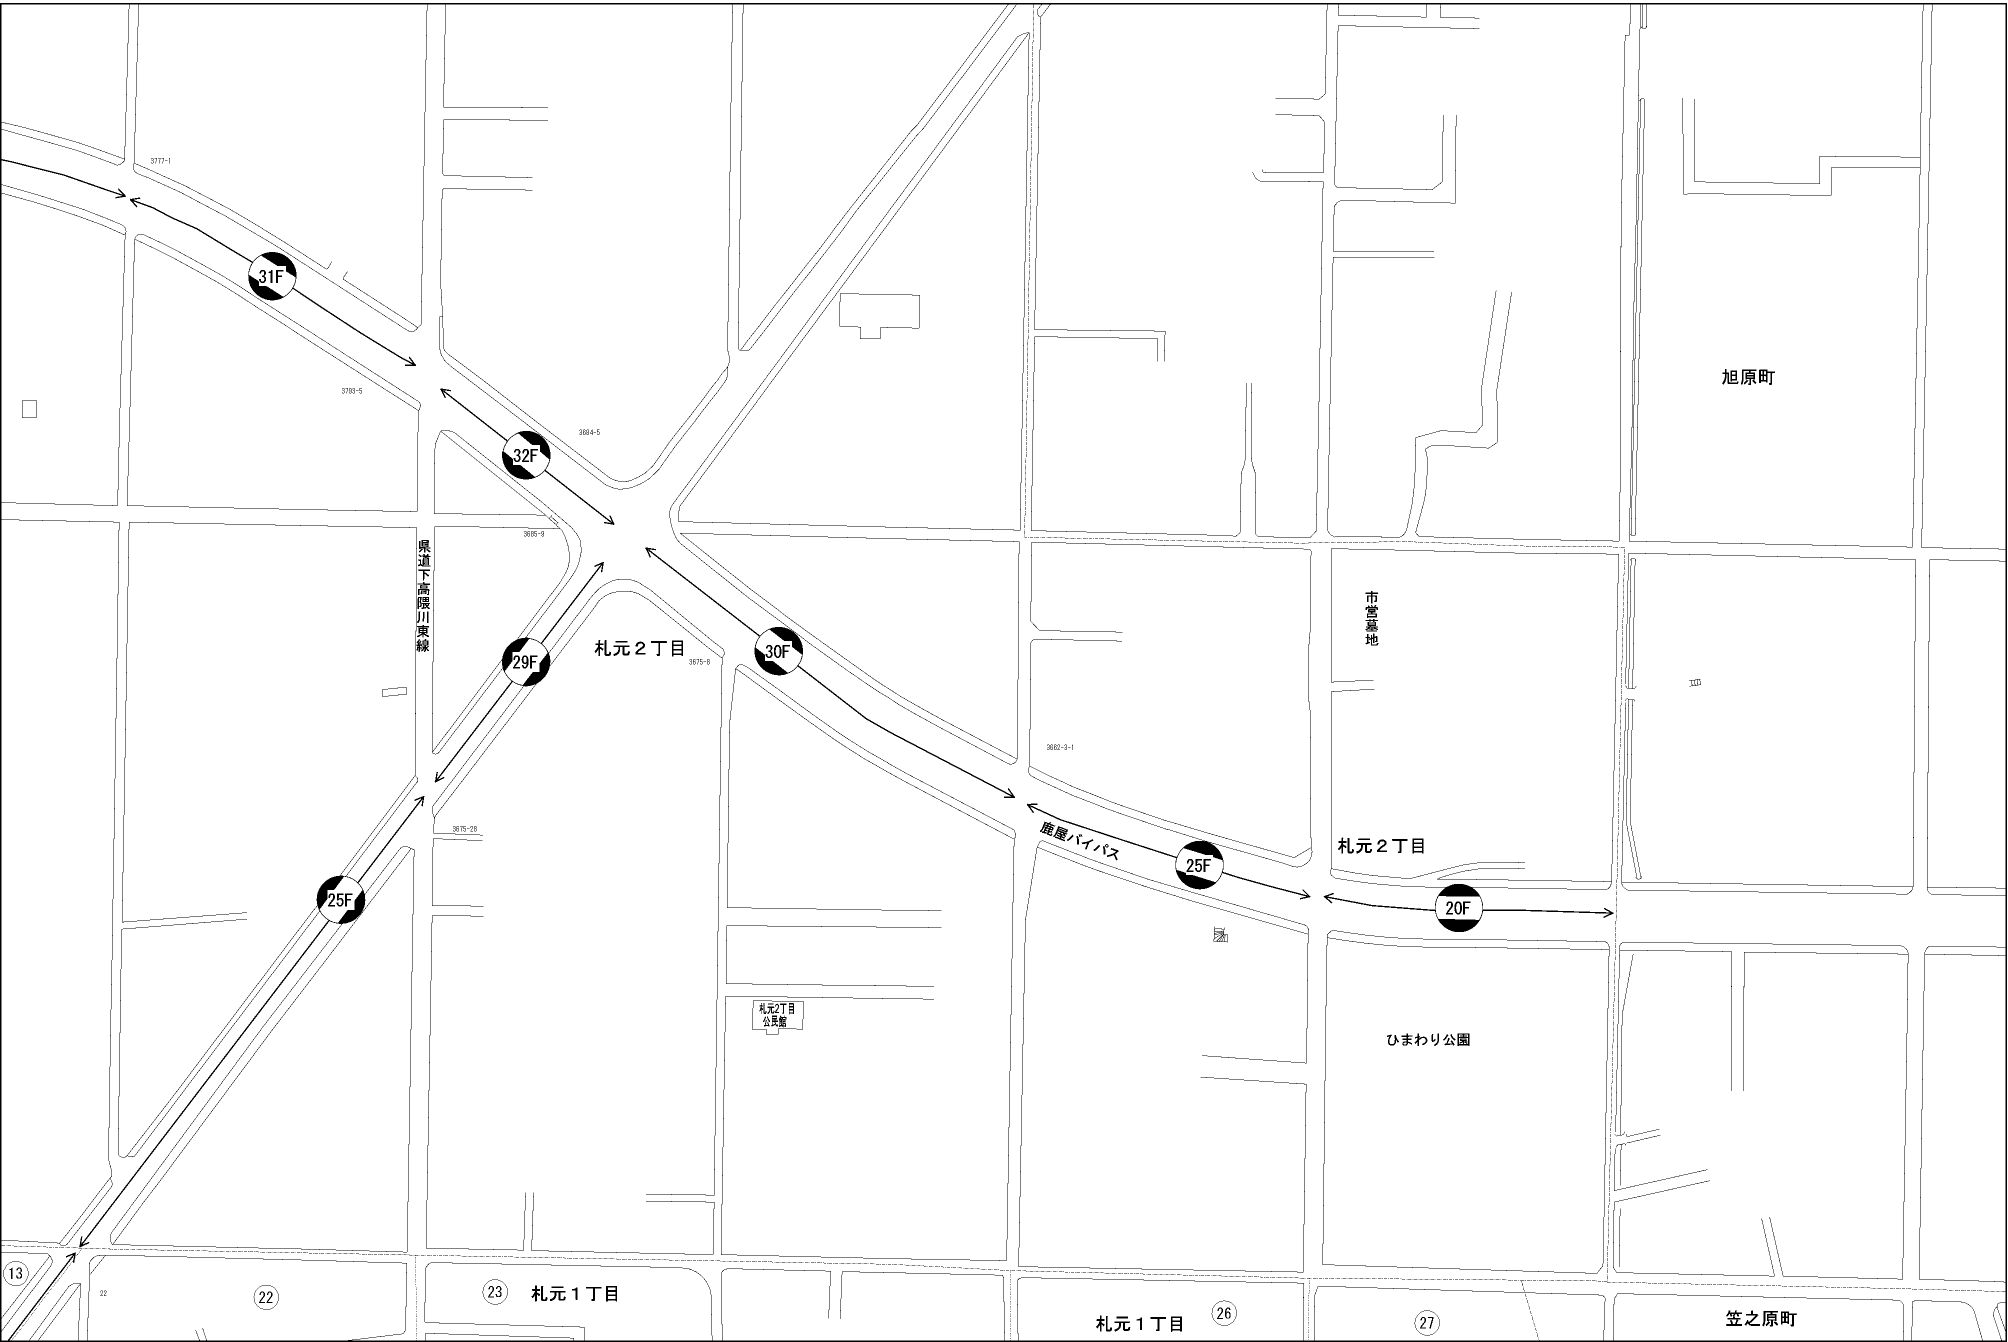 3777-1
31F
3793-5
旭原町
3684-5
32F
3685-9
県道下高隈川東線
市営墓地
29F
札元２丁目
3675-8
30F
3662-3-1
3675-28
鹿屋バイパス
札元２丁目
25F
25F
20F
札元2丁目
公民館
ひまわり公園
13
22
22
23
札元１丁目
26
札元１丁目
27
笠之原町